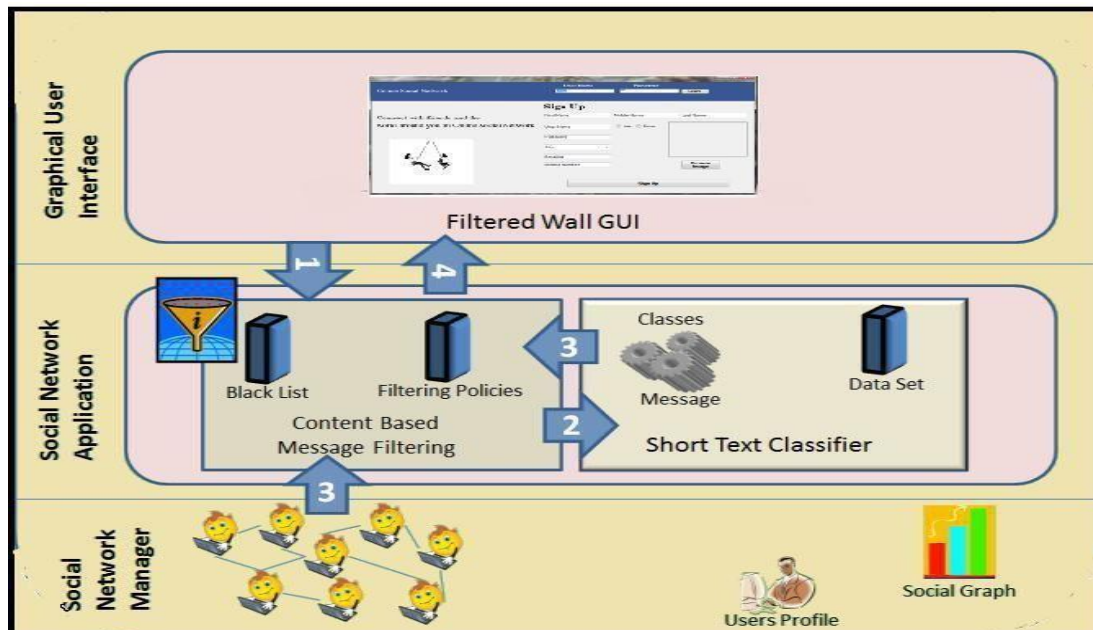 Graphical User
Interface
Sign Up
Sign Up
Filtered Wall GUI
1
4
Social Network
Application
i
Black List
Filtering Policies
Content Based
Message Filtering
3
2
Classes
Message
Data Set
Short Text Classifier
3
Social
Network
Manager
Users Profile
Social Graph